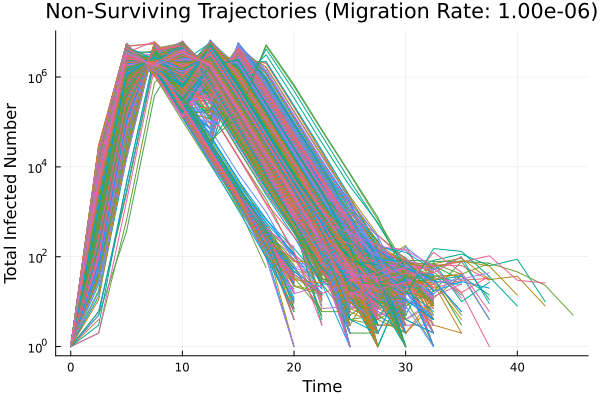 Non-Surviving Trajectories (Migration Rate: 1.00e-06)
Total Infected Number
10^6
10^4
10^2
10^0
0 10 20 30 40
Time